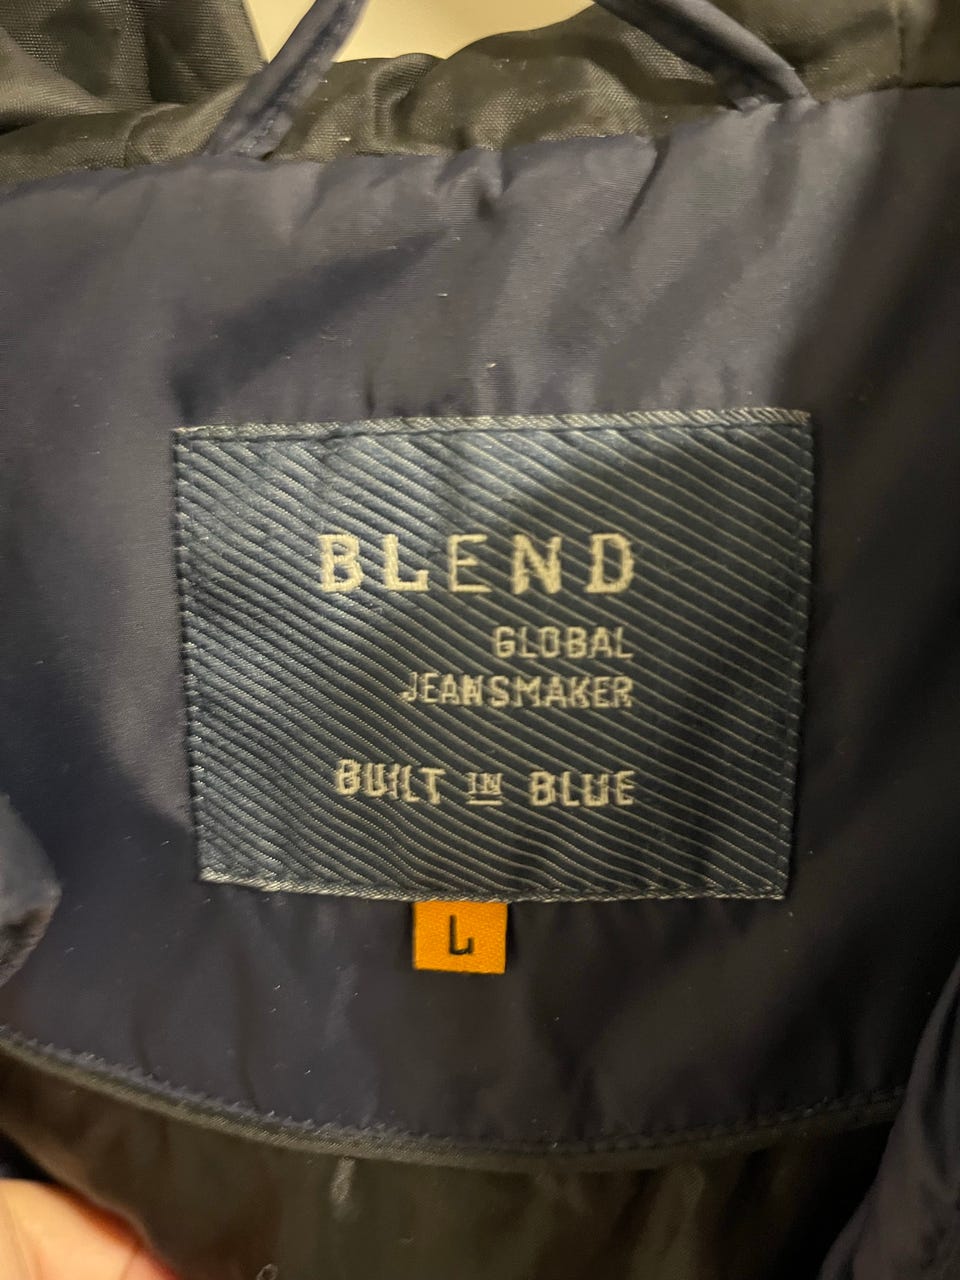 BLEND
GLOBAL
JEANSMAKER
BUILT IN BLUE
L